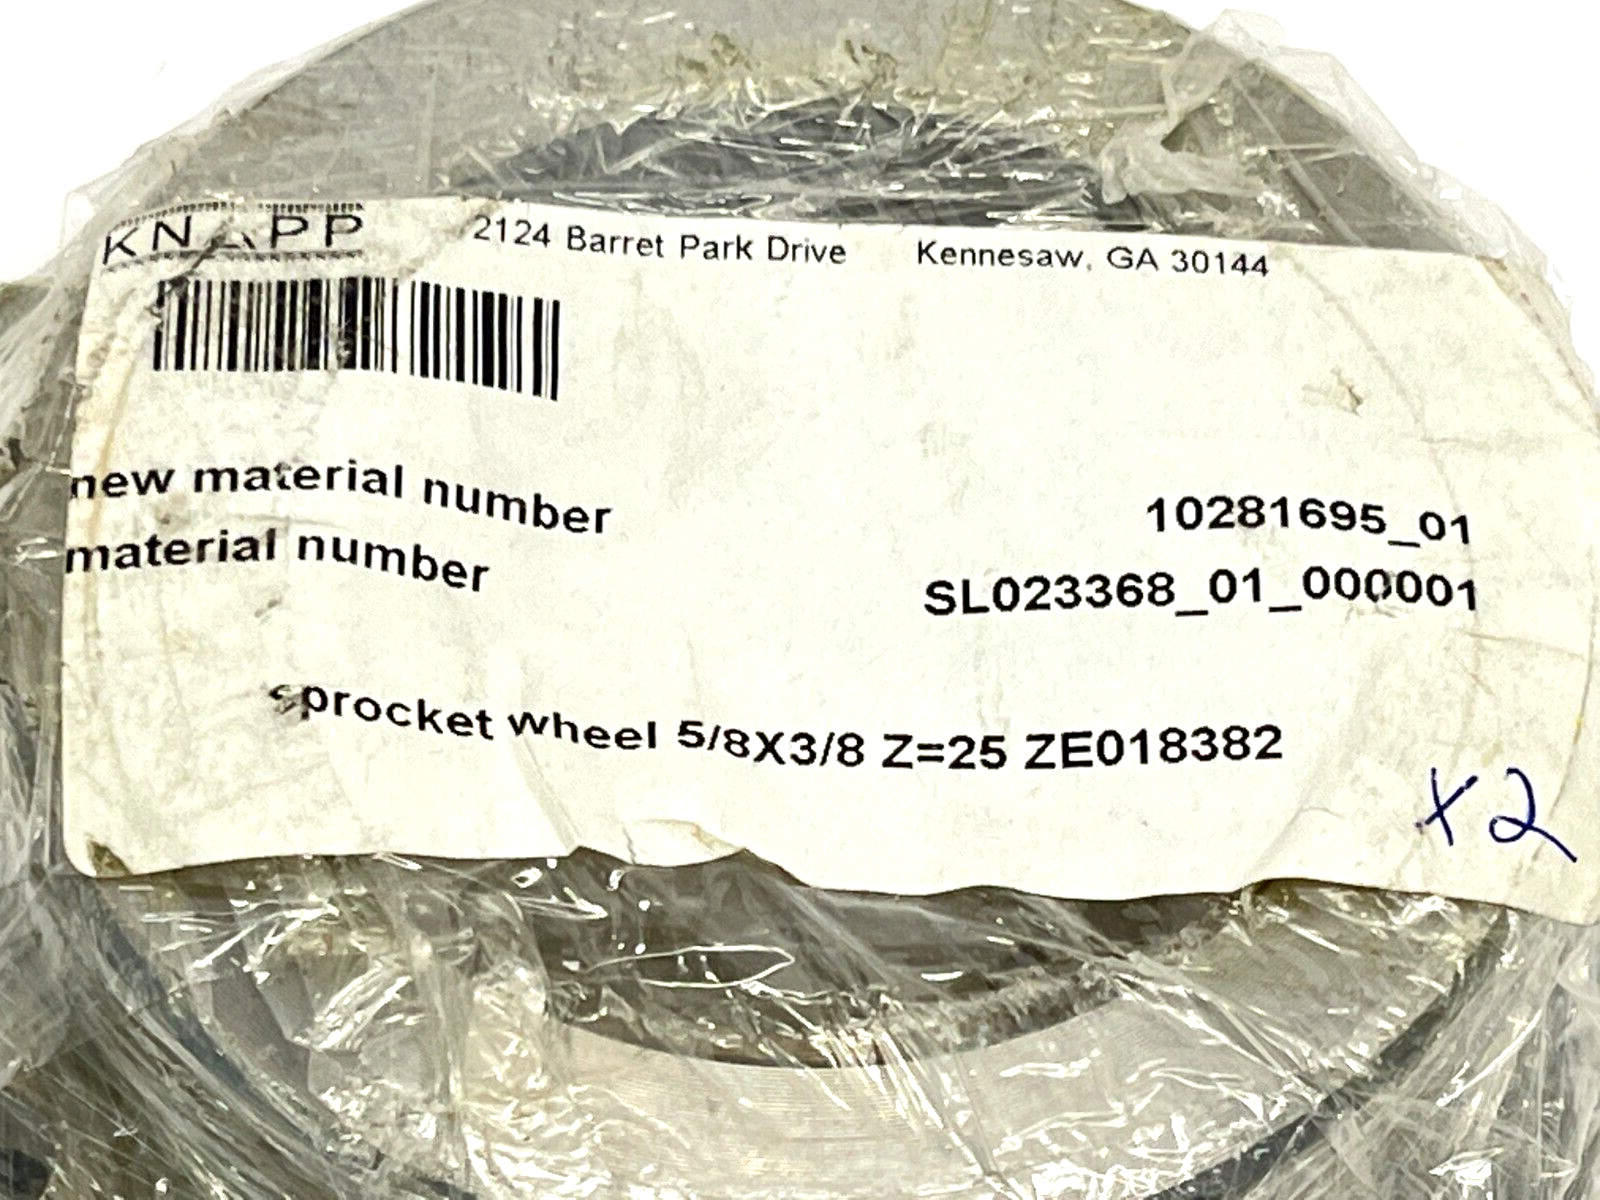 KNAPP 2124 Barret Park Drive Kennesaw, GA 30144
new material number 10281695_01
material number SL023368_01_000001
sprocket wheel 5/8X3/8 Z=25 ZE018382
X2